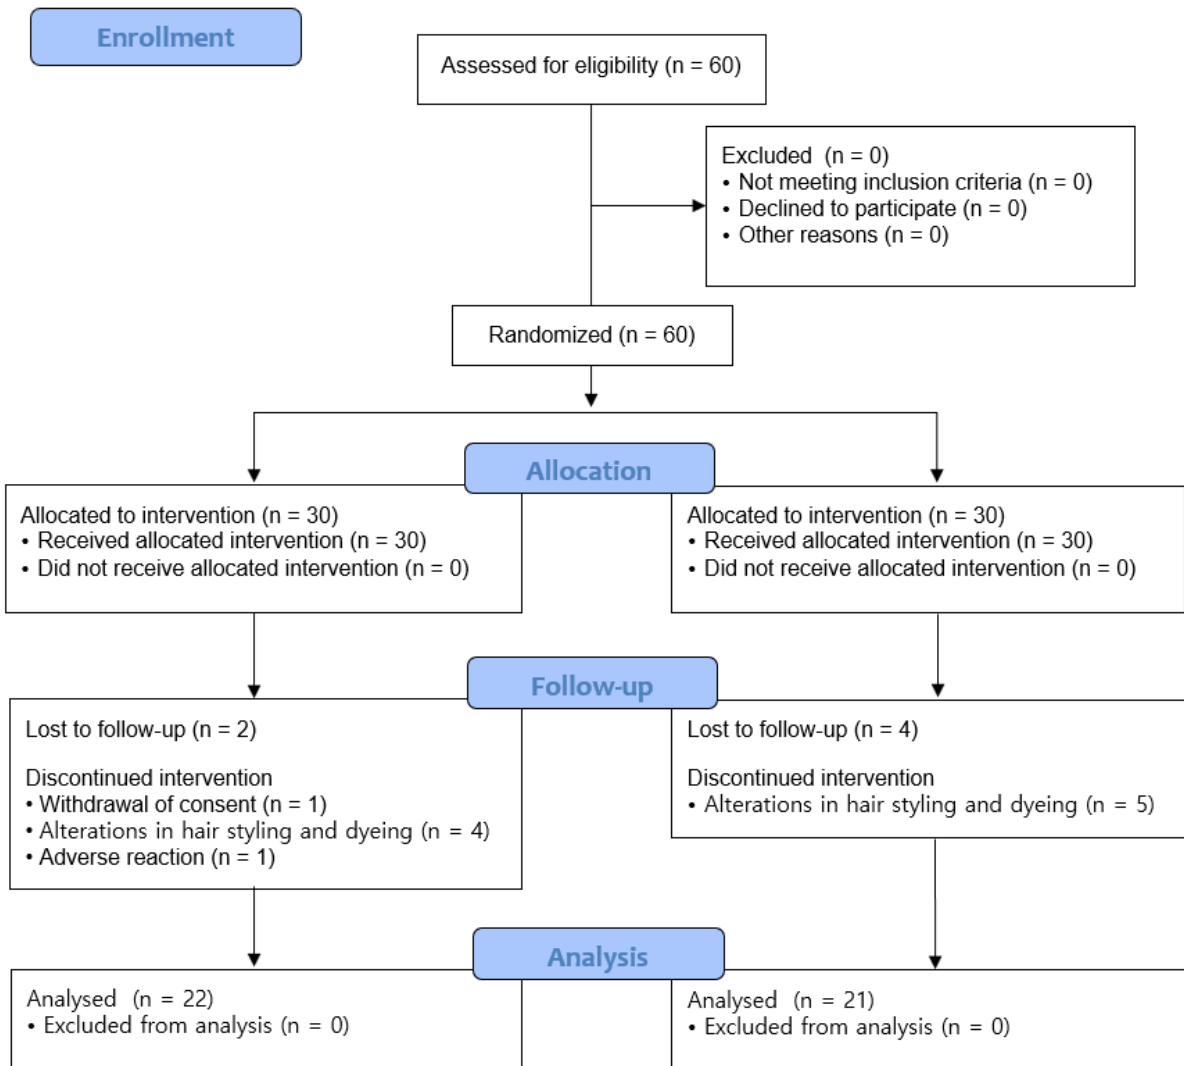 Enrollment
Assessed for eligibility (n = 60)
Excluded (n = 0)
• Not meeting inclusion criteria (n = 0)
• Declined to participate (n = 0)
• Other reasons (n = 0)
Randomized (n = 60)
Allocation
Allocated to intervention (n = 30)
• Received allocated intervention (n = 30)
• Did not receive allocated intervention (n = 0)
Allocated to intervention (n = 30)
• Received allocated intervention (n = 30)
• Did not receive allocated intervention (n = 0)
Follow-up
Lost to follow-up (n = 2)
Discontinued intervention
• Withdrawal of consent (n = 1)
• Alterations in hair styling and dyeing (n = 4)
• Adverse reaction (n = 1)
Lost to follow-up (n = 4)
Discontinued intervention
• Alterations in hair styling and dyeing (n = 5)
Analysis
Analysed (n = 22)
• Excluded from analysis (n = 0)
Analysed (n = 21)
• Excluded from analysis (n = 0)